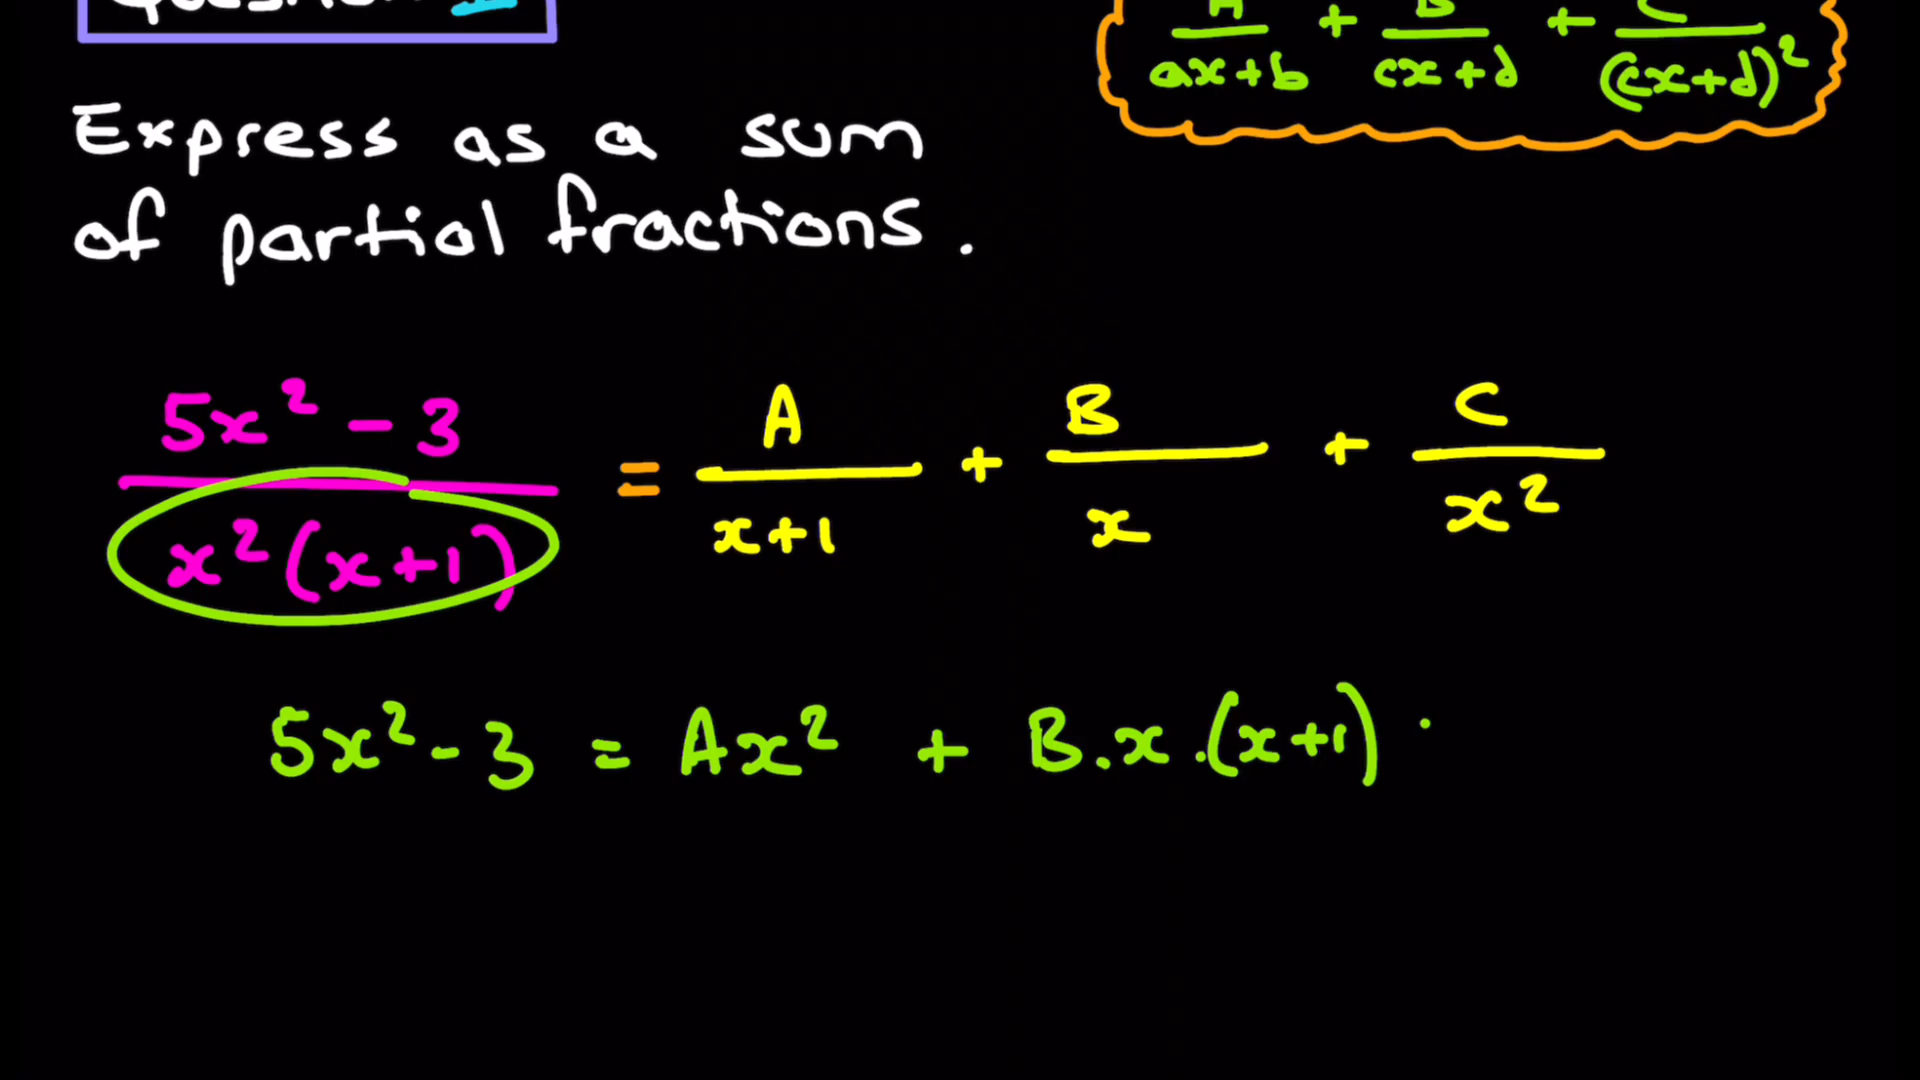 A/(ax+b) + B/(cx+d) + C/(cx+d)²
Express as a sum
of partial fractions.
(5x² - 3)/(x²(x+1)) = A/(x+1) + B/x + C/x²
5x² - 3 = Ax² + B.x.(x+1)